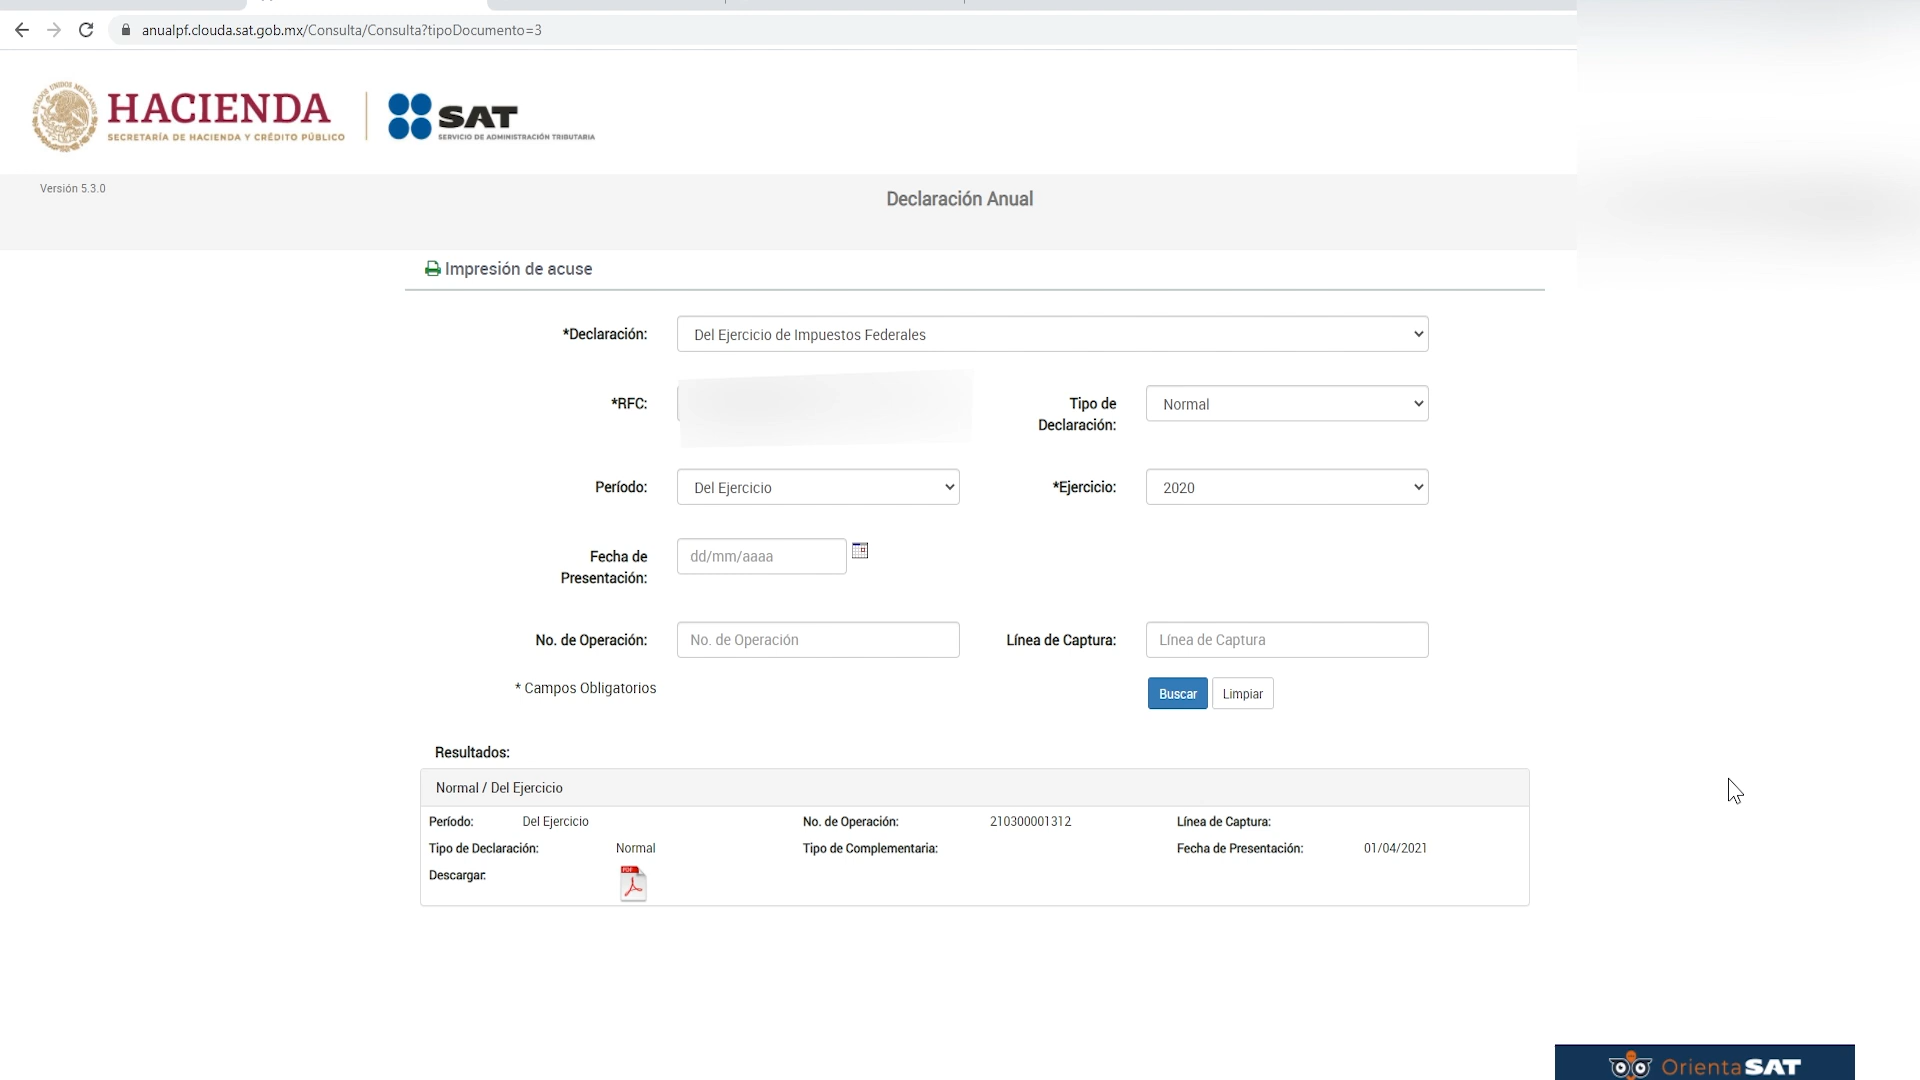 anualpf.clouda.sat.gob.mx/Consulta/Consulta?tipoDocumento=3
HACIENDA
SECRETARÍA DE HACIENDA Y CRÉDITO PÚBLICO
SAT
SERVICIO DE ADMINISTRACIÓN TRIBUTARIA
Versión 5.3.0
Declaración Anual
Impresión de acuse
*Declaración: Del Ejercicio de Impuestos Federales
*RFC:
Tipo de
Declaración: Normal
Período: Del Ejercicio
*Ejercicio: 2020
Fecha de
Presentación: dd/mm/aaaa
No. de Operación: No. de Operación
Línea de Captura: Línea de Captura
* Campos Obligatorios
Buscar Limpiar
Resultados:
Normal / Del Ejercicio
Período: Del Ejercicio No. de Operación: 210300001312 Línea de Captura:
Tipo de Declaración: Normal Tipo de Complementaria: Fecha de Presentación: 01/04/2021
Descargar:
PDF
OrientaSAT